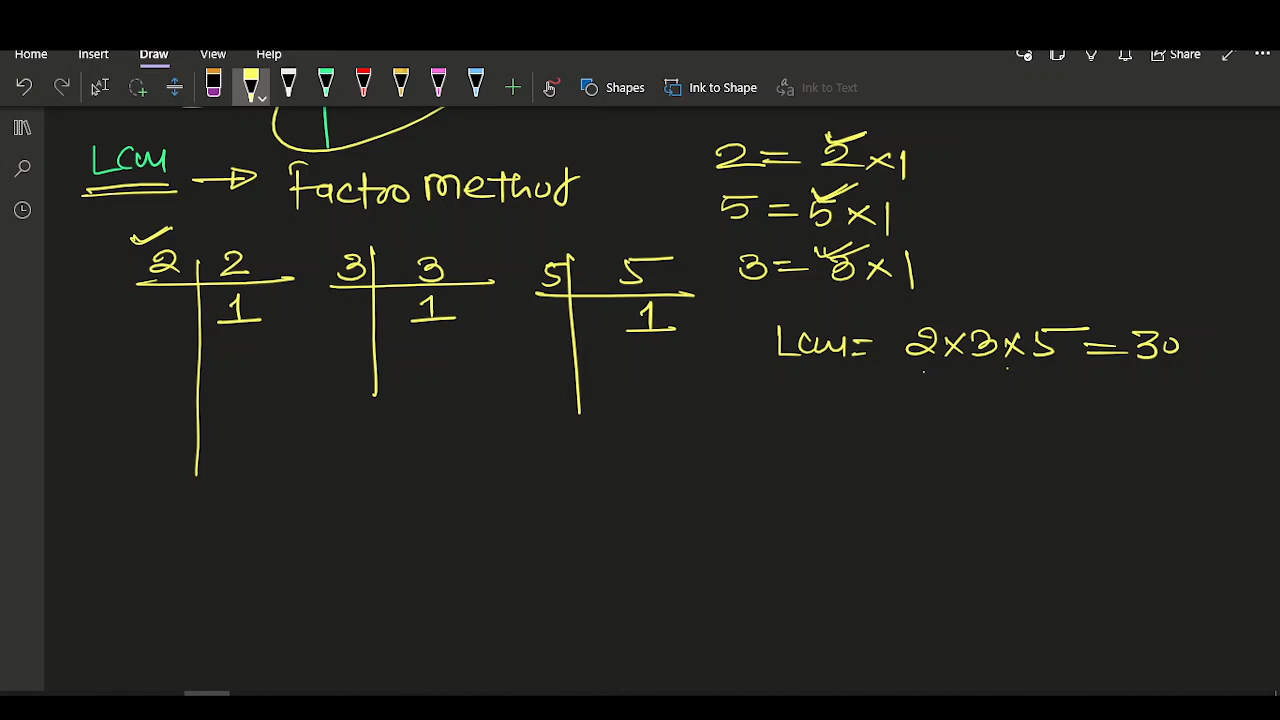 Home Insert Draw View Help Share
Shapes Ink to Shape Ink to Text
LCM → Factro Method
2 2
1
3 3
1
5 5
1
2 = 2 × 1
5 = 5 × 1
3 = 3 × 1
LCM = 2 × 3 × 5 = 30